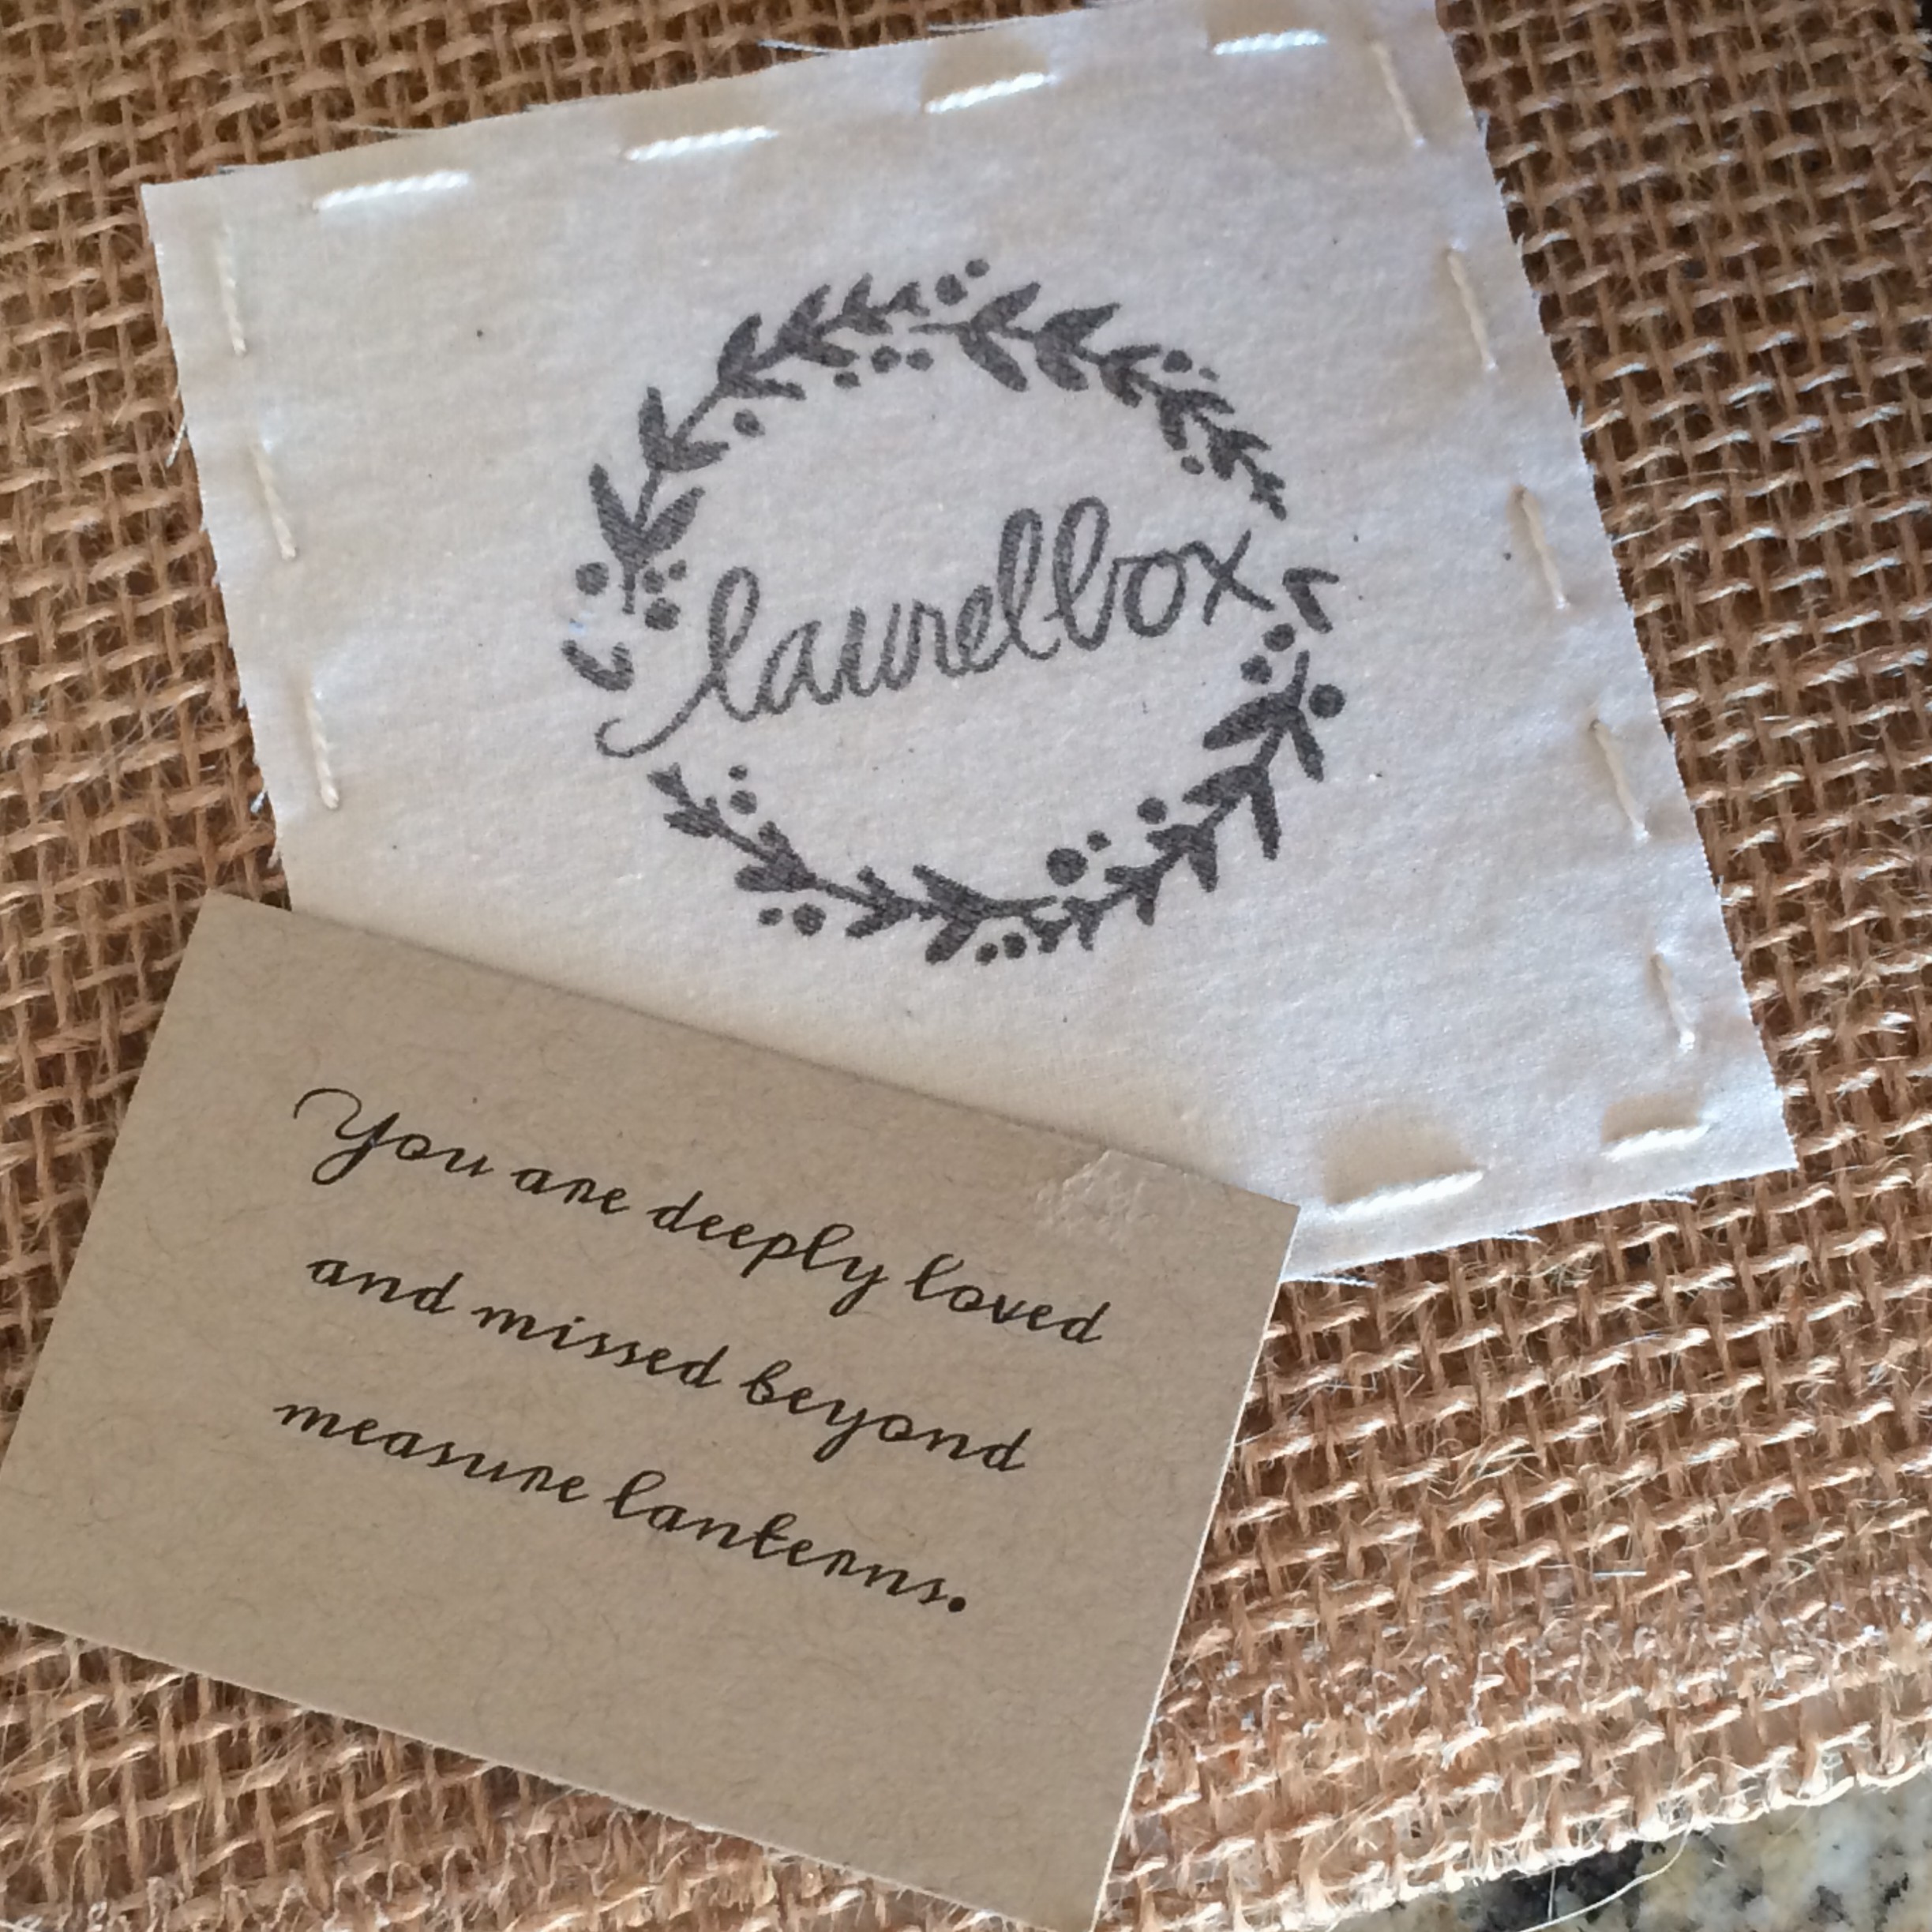 laurelbox
You are deeply loved
and missed beyond
measure lanterns.